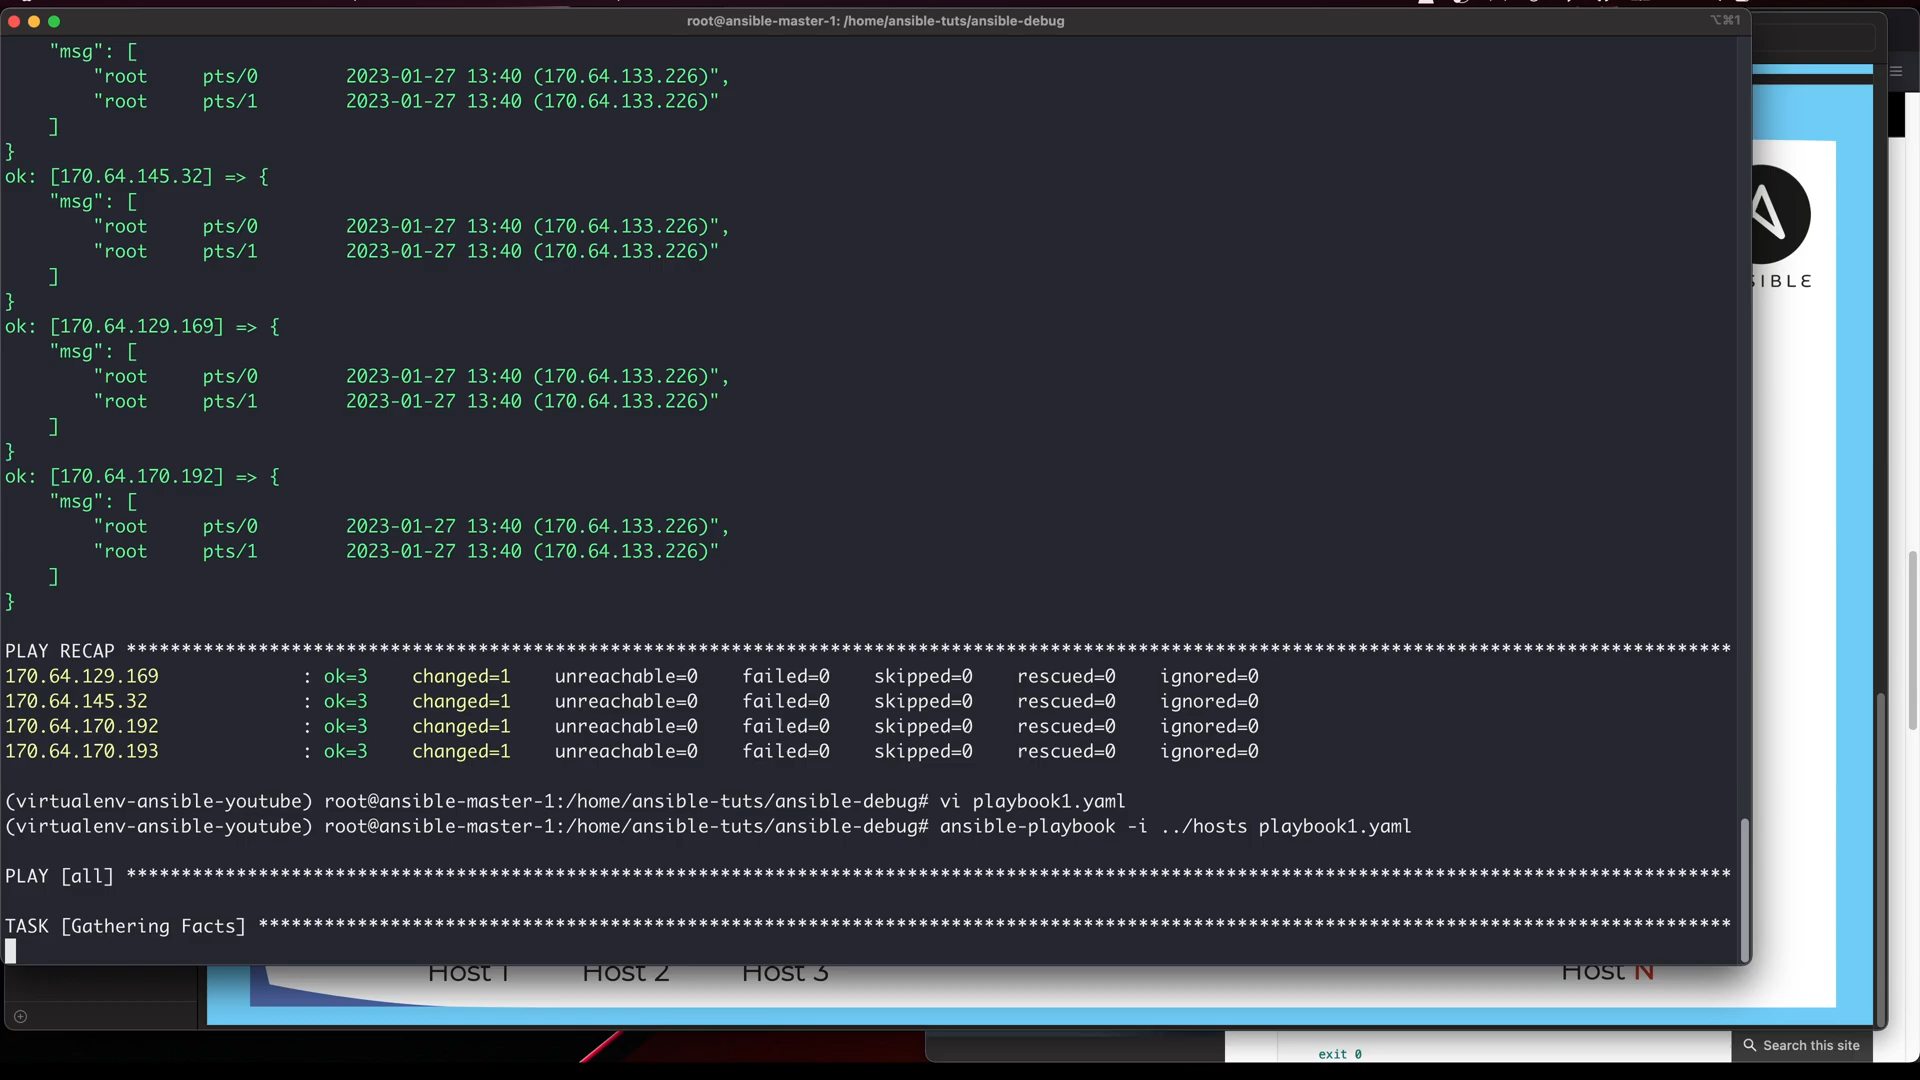 root@ansible-master-1: /home/ansible-tuts/ansible-debug
⌥⌘1
"msg": [
"root     pts/0        2023-01-27 13:40 (170.64.133.226)",
"root     pts/1        2023-01-27 13:40 (170.64.133.226)"
]
}
ok: [170.64.145.32] => {
"msg": [
"root     pts/0        2023-01-27 13:40 (170.64.133.226)",
"root     pts/1        2023-01-27 13:40 (170.64.133.226)"
]
}
ok: [170.64.129.169] => {
"msg": [
"root     pts/0        2023-01-27 13:40 (170.64.133.226)",
"root     pts/1        2023-01-27 13:40 (170.64.133.226)"
]
}
ok: [170.64.170.192] => {
"msg": [
"root     pts/0        2023-01-27 13:40 (170.64.133.226)",
"root     pts/1        2023-01-27 13:40 (170.64.133.226)"
]
}
PLAY RECAP **************************************************************************************************************************************************
170.64.129.169             : ok=3    changed=1    unreachable=0    failed=0    skipped=0    rescued=0    ignored=0
170.64.145.32              : ok=3    changed=1    unreachable=0    failed=0    skipped=0    rescued=0    ignored=0
170.64.170.192             : ok=3    changed=1    unreachable=0    failed=0    skipped=0    rescued=0    ignored=0
170.64.170.193             : ok=3    changed=1    unreachable=0    failed=0    skipped=0    rescued=0    ignored=0
(virtualenv-ansible-youtube) root@ansible-master-1:/home/ansible-tuts/ansible-debug# vi playbook1.yaml
(virtualenv-ansible-youtube) root@ansible-master-1:/home/ansible-tuts/ansible-debug# ansible-playbook -i ../hosts playbook1.yaml
PLAY [all] **************************************************************************************************************************************************
TASK [Gathering Facts] **************************************************************************************************************************************
SIBLE
Host 1 Host 2 Host 3 Host N
exit 0
Search this site